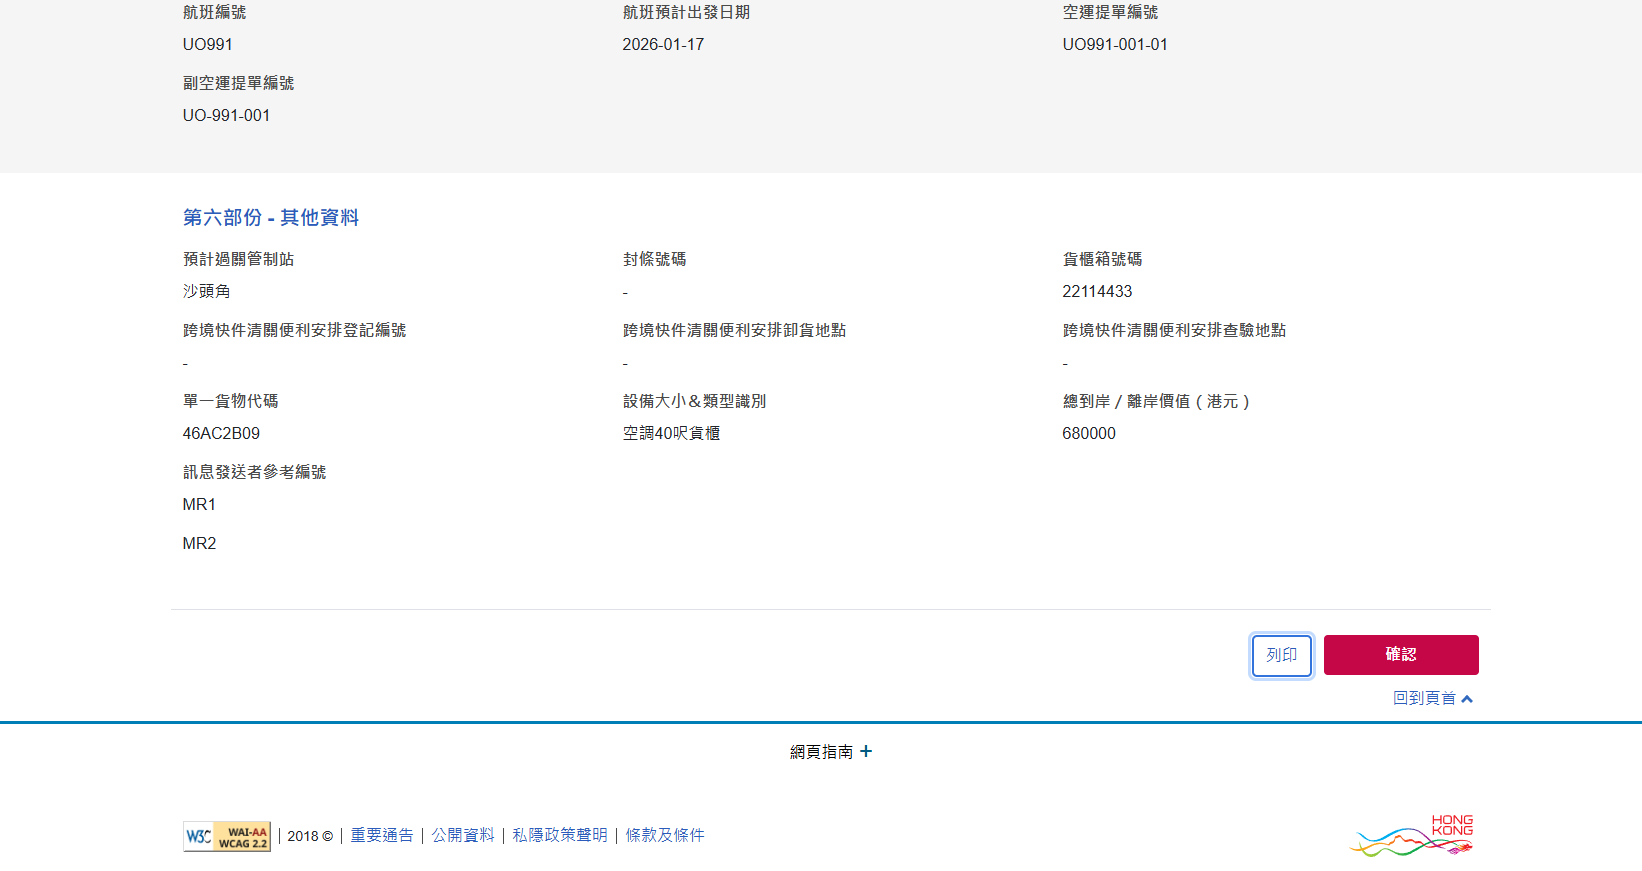 航班編號 航班預計出發日期 空運提單編號
UO991 2026-01-17 UO991-001-01
副空運提單編號
UO-991-001
第六部份 - 其他資料
預計過關管制站 封條號碼 貨櫃箱號碼
沙頭角 - 22114433
跨境快件清關便利安排登記編號 跨境快件清關便利安排卸貨地點 跨境快件清關便利安排查驗地點
- - -
單一貨物代碼 設備大小＆類型識別 總到岸 / 離岸價值 ( 港元 )
46AC2B09 空調40呎貨櫃 680000
訊息發送者參考編號
MR1
MR2
列印 確認
回到頁首
網頁指南 +
W3C WAI-AA WCAG 2.2 | 2018 © | 重要通告 | 公開資料 | 私隱政策聲明 | 條款及條件
HONG
KONG